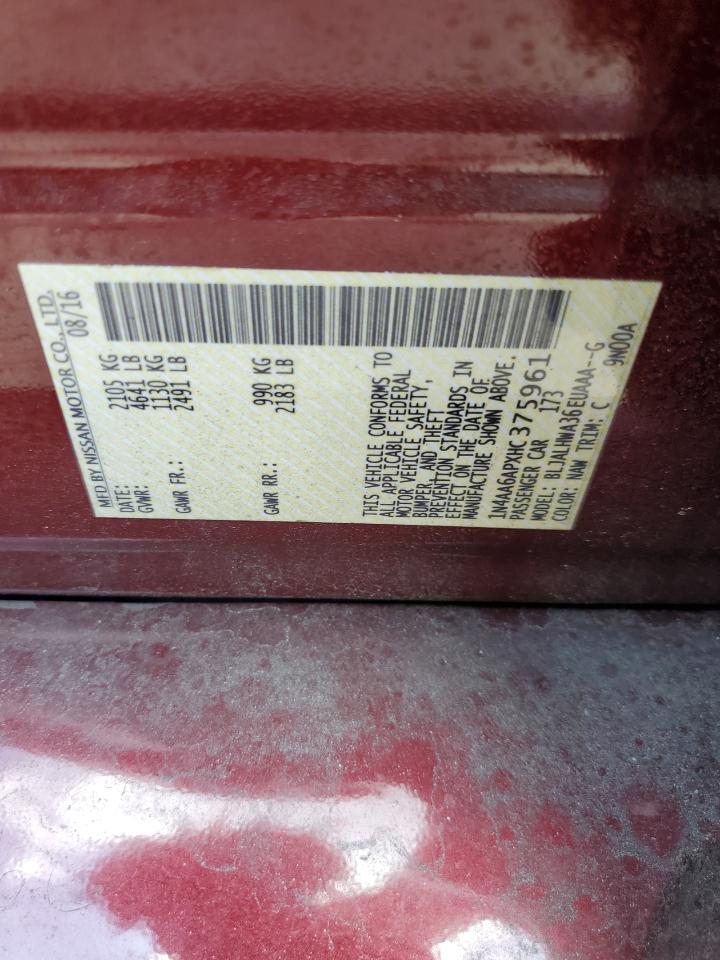 MFD BY NISSAN MOTOR CO., LTD.
DATE: 08/16
GVWR: 2105 KG
4641 LB
GAWR FR.: 1130 KG
2491 LB
GAWR RR.: 990 KG
2183 LB
THIS VEHICLE CONFORMS TO
ALL APPLICABLE FEDERAL
MOTOR VEHICLE SAFETY,
BUMPER, AND THEFT
PREVENTION STANDARDS IN
EFFECT ON THE DATE OF
MANUFACTURE SHOWN ABOVE.
1N4AA6APXHC375961
PASSENGER CAR 173
MODEL: BLJALHWA36EUAAA--G
COLOR: NAW TRIM: C 9N00A